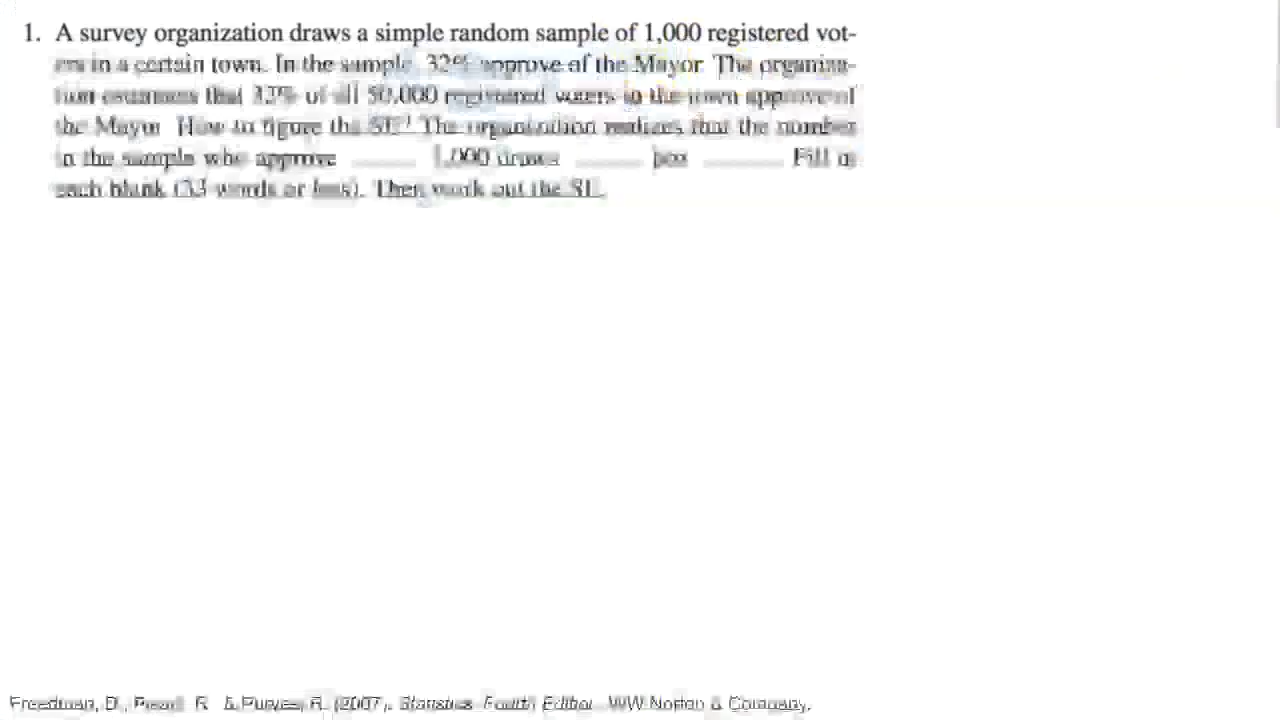 1. A survey organization draws a simple random sample of 1,000 registered vot-
ers in a certain town. In the sample, 32% approve of the Mayor. The organiza-
tion estimates that 32% of all 50,000 registered voters in the town approve of
the Mayor. How to figure the SE? The organization realizes that the number
in the sample who approve ____ 1,000 draws ____ box ____ Fill in
each blank (33 words or less). Then work out the SE.
Freedman, D., R. & Purves, R. (2007). Statistics Fourth Edition. WW Norton & Company.